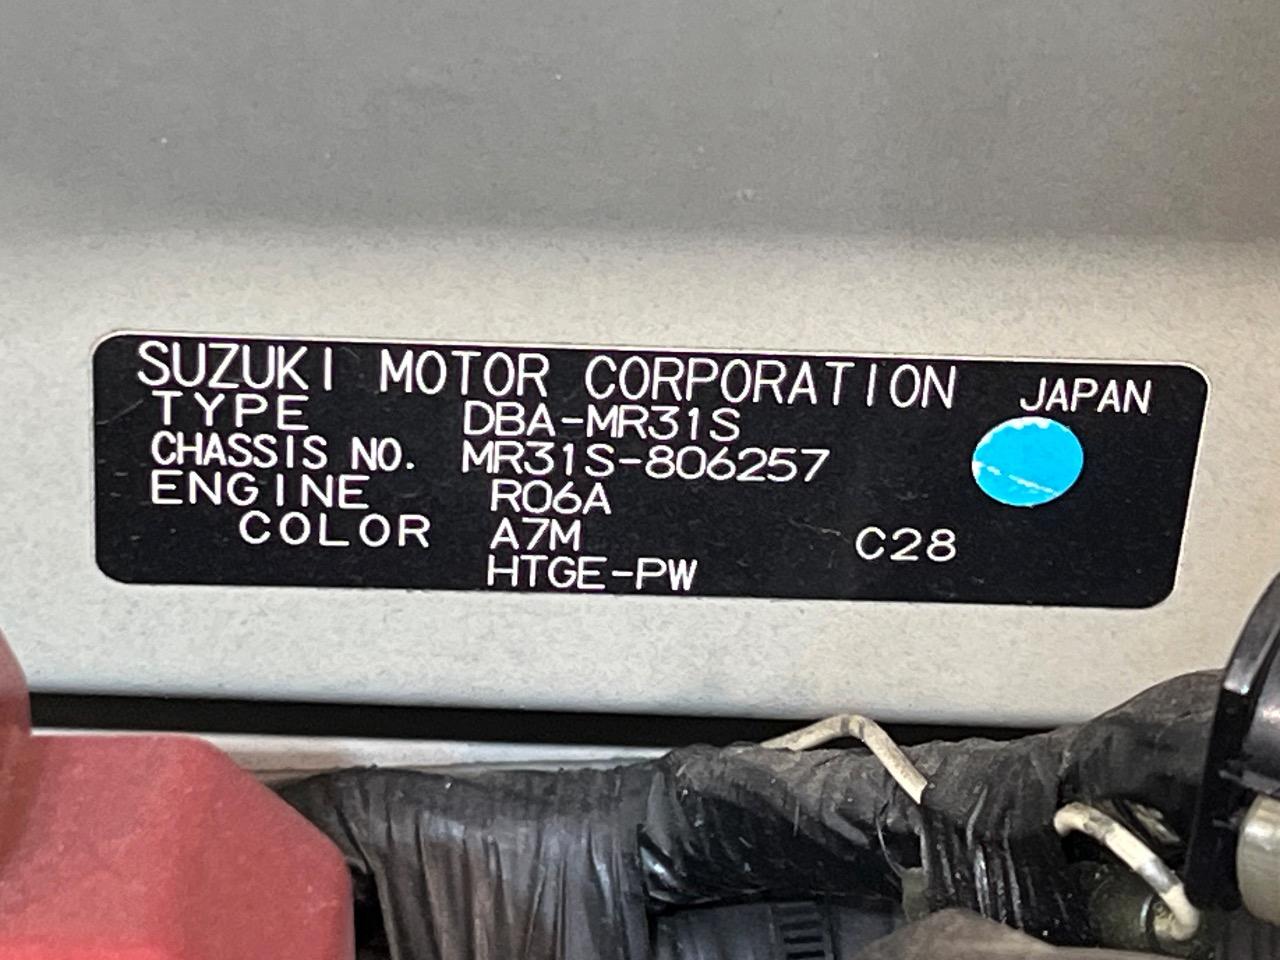 SUZUKI MOTOR CORPORATION JAPAN
TYPE DBA-MR31S
CHASSIS NO. MR31S-806257
ENGINE R06A
COLOR A7M C28
HTGE-PW